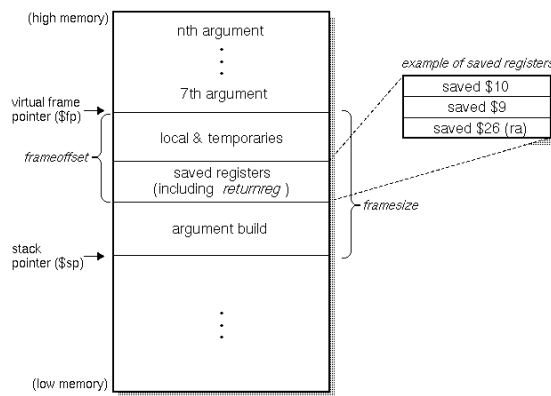 (high memory)
nth argument
7th argument
virtual frame
pointer ($fp)
local & temporaries
frameoffset
saved registers
(including returnreg )
framesize
argument build
stack
pointer ($sp)
(low memory)
example of saved registers
saved $10
saved $9
saved $26 (ra)